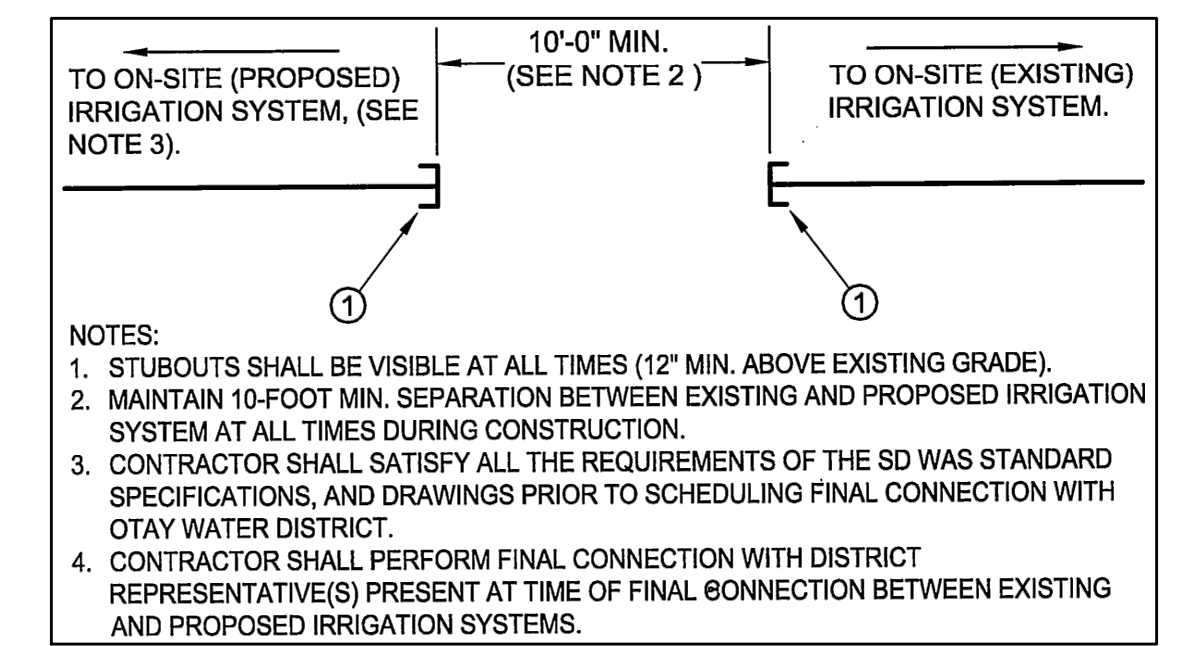 10'-0" MIN.
(SEE NOTE 2 )
TO ON-SITE (PROPOSED)
IRRIGATION SYSTEM, (SEE
NOTE 3).
TO ON-SITE (EXISTING)
IRRIGATION SYSTEM.
1
1
NOTES:
1. STUBOUTS SHALL BE VISIBLE AT ALL TIMES (12" MIN. ABOVE EXISTING GRADE).
2. MAINTAIN 10-FOOT MIN. SEPARATION BETWEEN EXISTING AND PROPOSED IRRIGATION
SYSTEM AT ALL TIMES DURING CONSTRUCTION.
3. CONTRACTOR SHALL SATISFY ALL THE REQUIREMENTS OF THE SD WAS STANDARD
SPECIFICATIONS, AND DRAWINGS PRIOR TO SCHEDULING FINAL CONNECTION WITH
OTAY WATER DISTRICT.
4. CONTRACTOR SHALL PERFORM FINAL CONNECTION WITH DISTRICT
REPRESENTATIVE(S) PRESENT AT TIME OF FINAL CONNECTION BETWEEN EXISTING
AND PROPOSED IRRIGATION SYSTEMS.